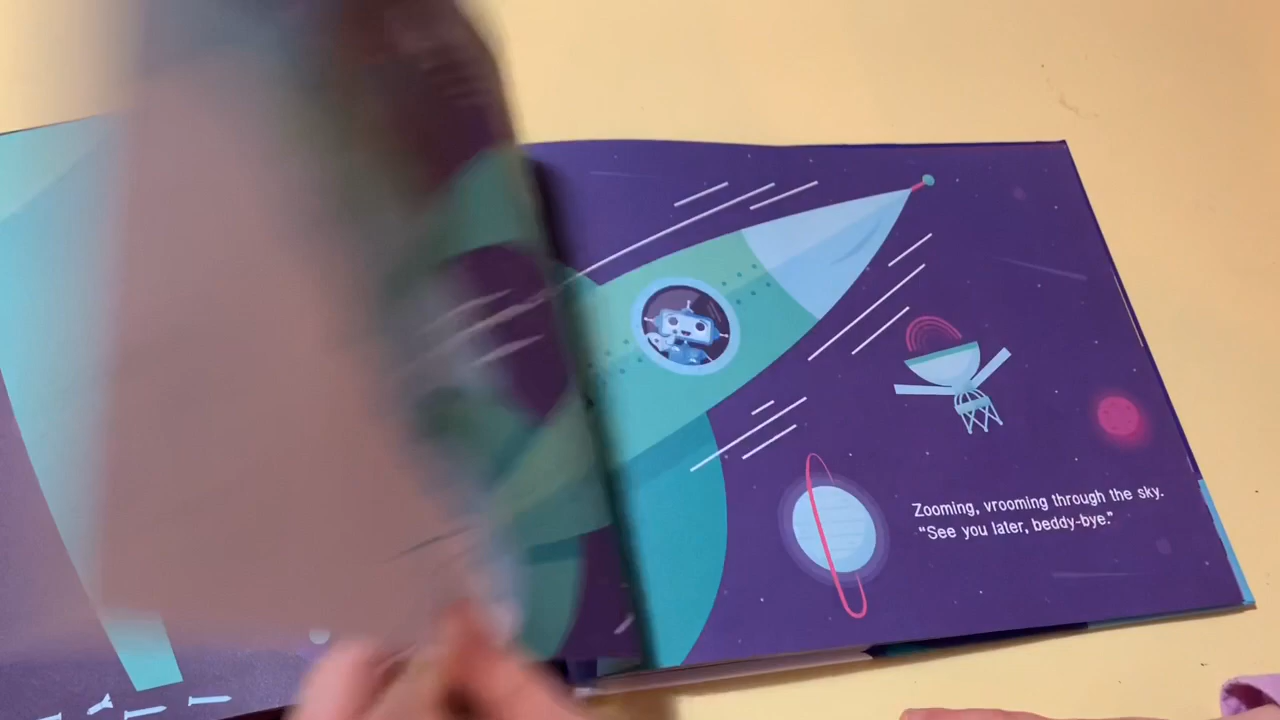 Zooming, vrooming through the sky.
“See you later, beddy-bye.”